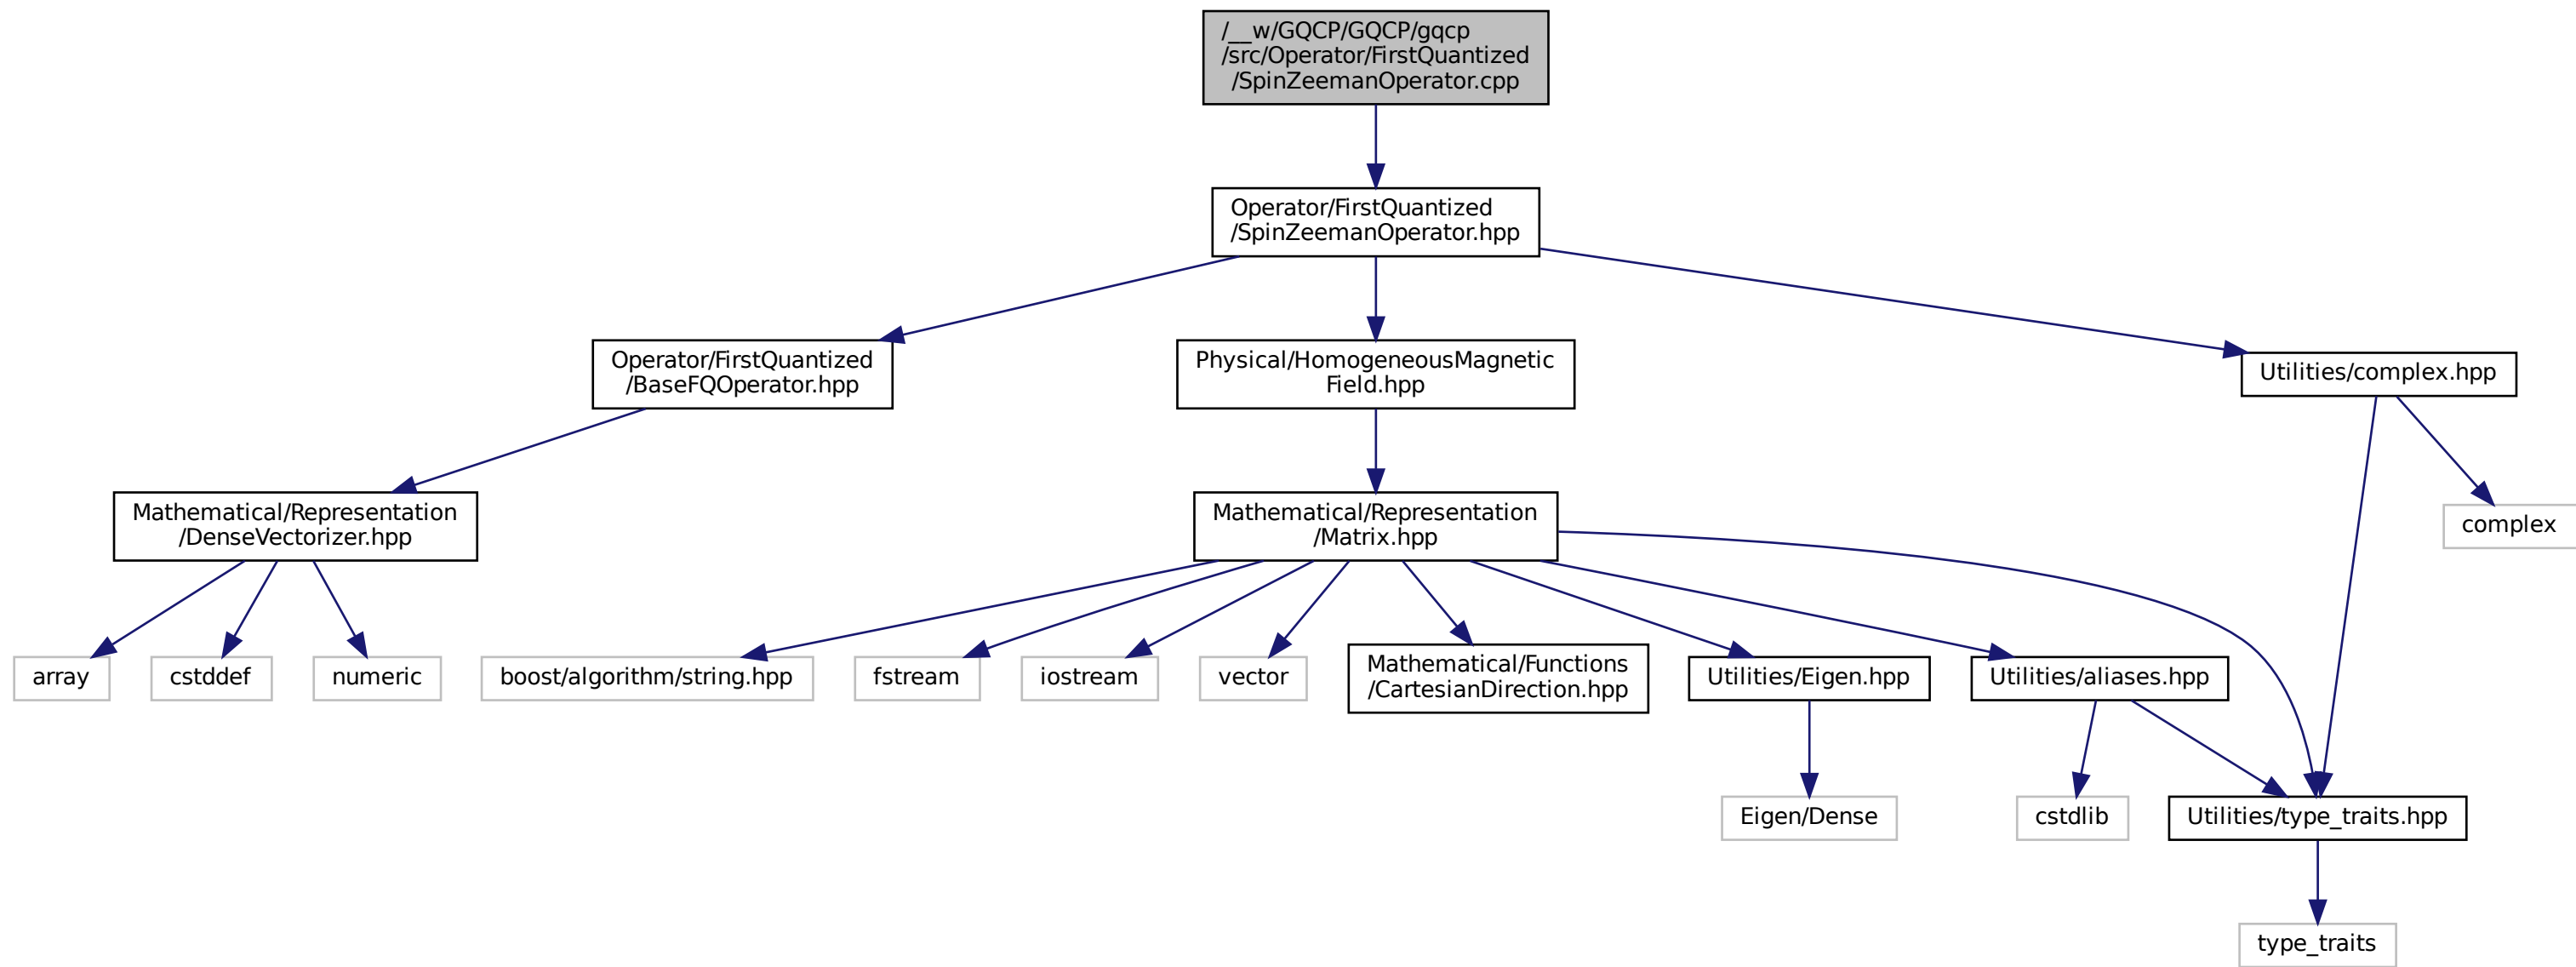 /__w/GQCP/GQCP/gqcp
/src/Operator/FirstQuantized
/SpinZeemanOperator.cpp
Operator/FirstQuantized
/SpinZeemanOperator.hpp
Operator/FirstQuantized
/BaseFQOperator.hpp
Physical/HomogeneousMagnetic
Field.hpp
Utilities/complex.hpp
Mathematical/Representation
/DenseVectorizer.hpp
Mathematical/Representation
/Matrix.hpp
complex
array
cstddef
numeric
boost/algorithm/string.hpp
fstream
iostream
vector
Mathematical/Functions
/CartesianDirection.hpp
Utilities/Eigen.hpp
Utilities/aliases.hpp
Eigen/Dense
cstdlib
Utilities/type_traits.hpp
type_traits